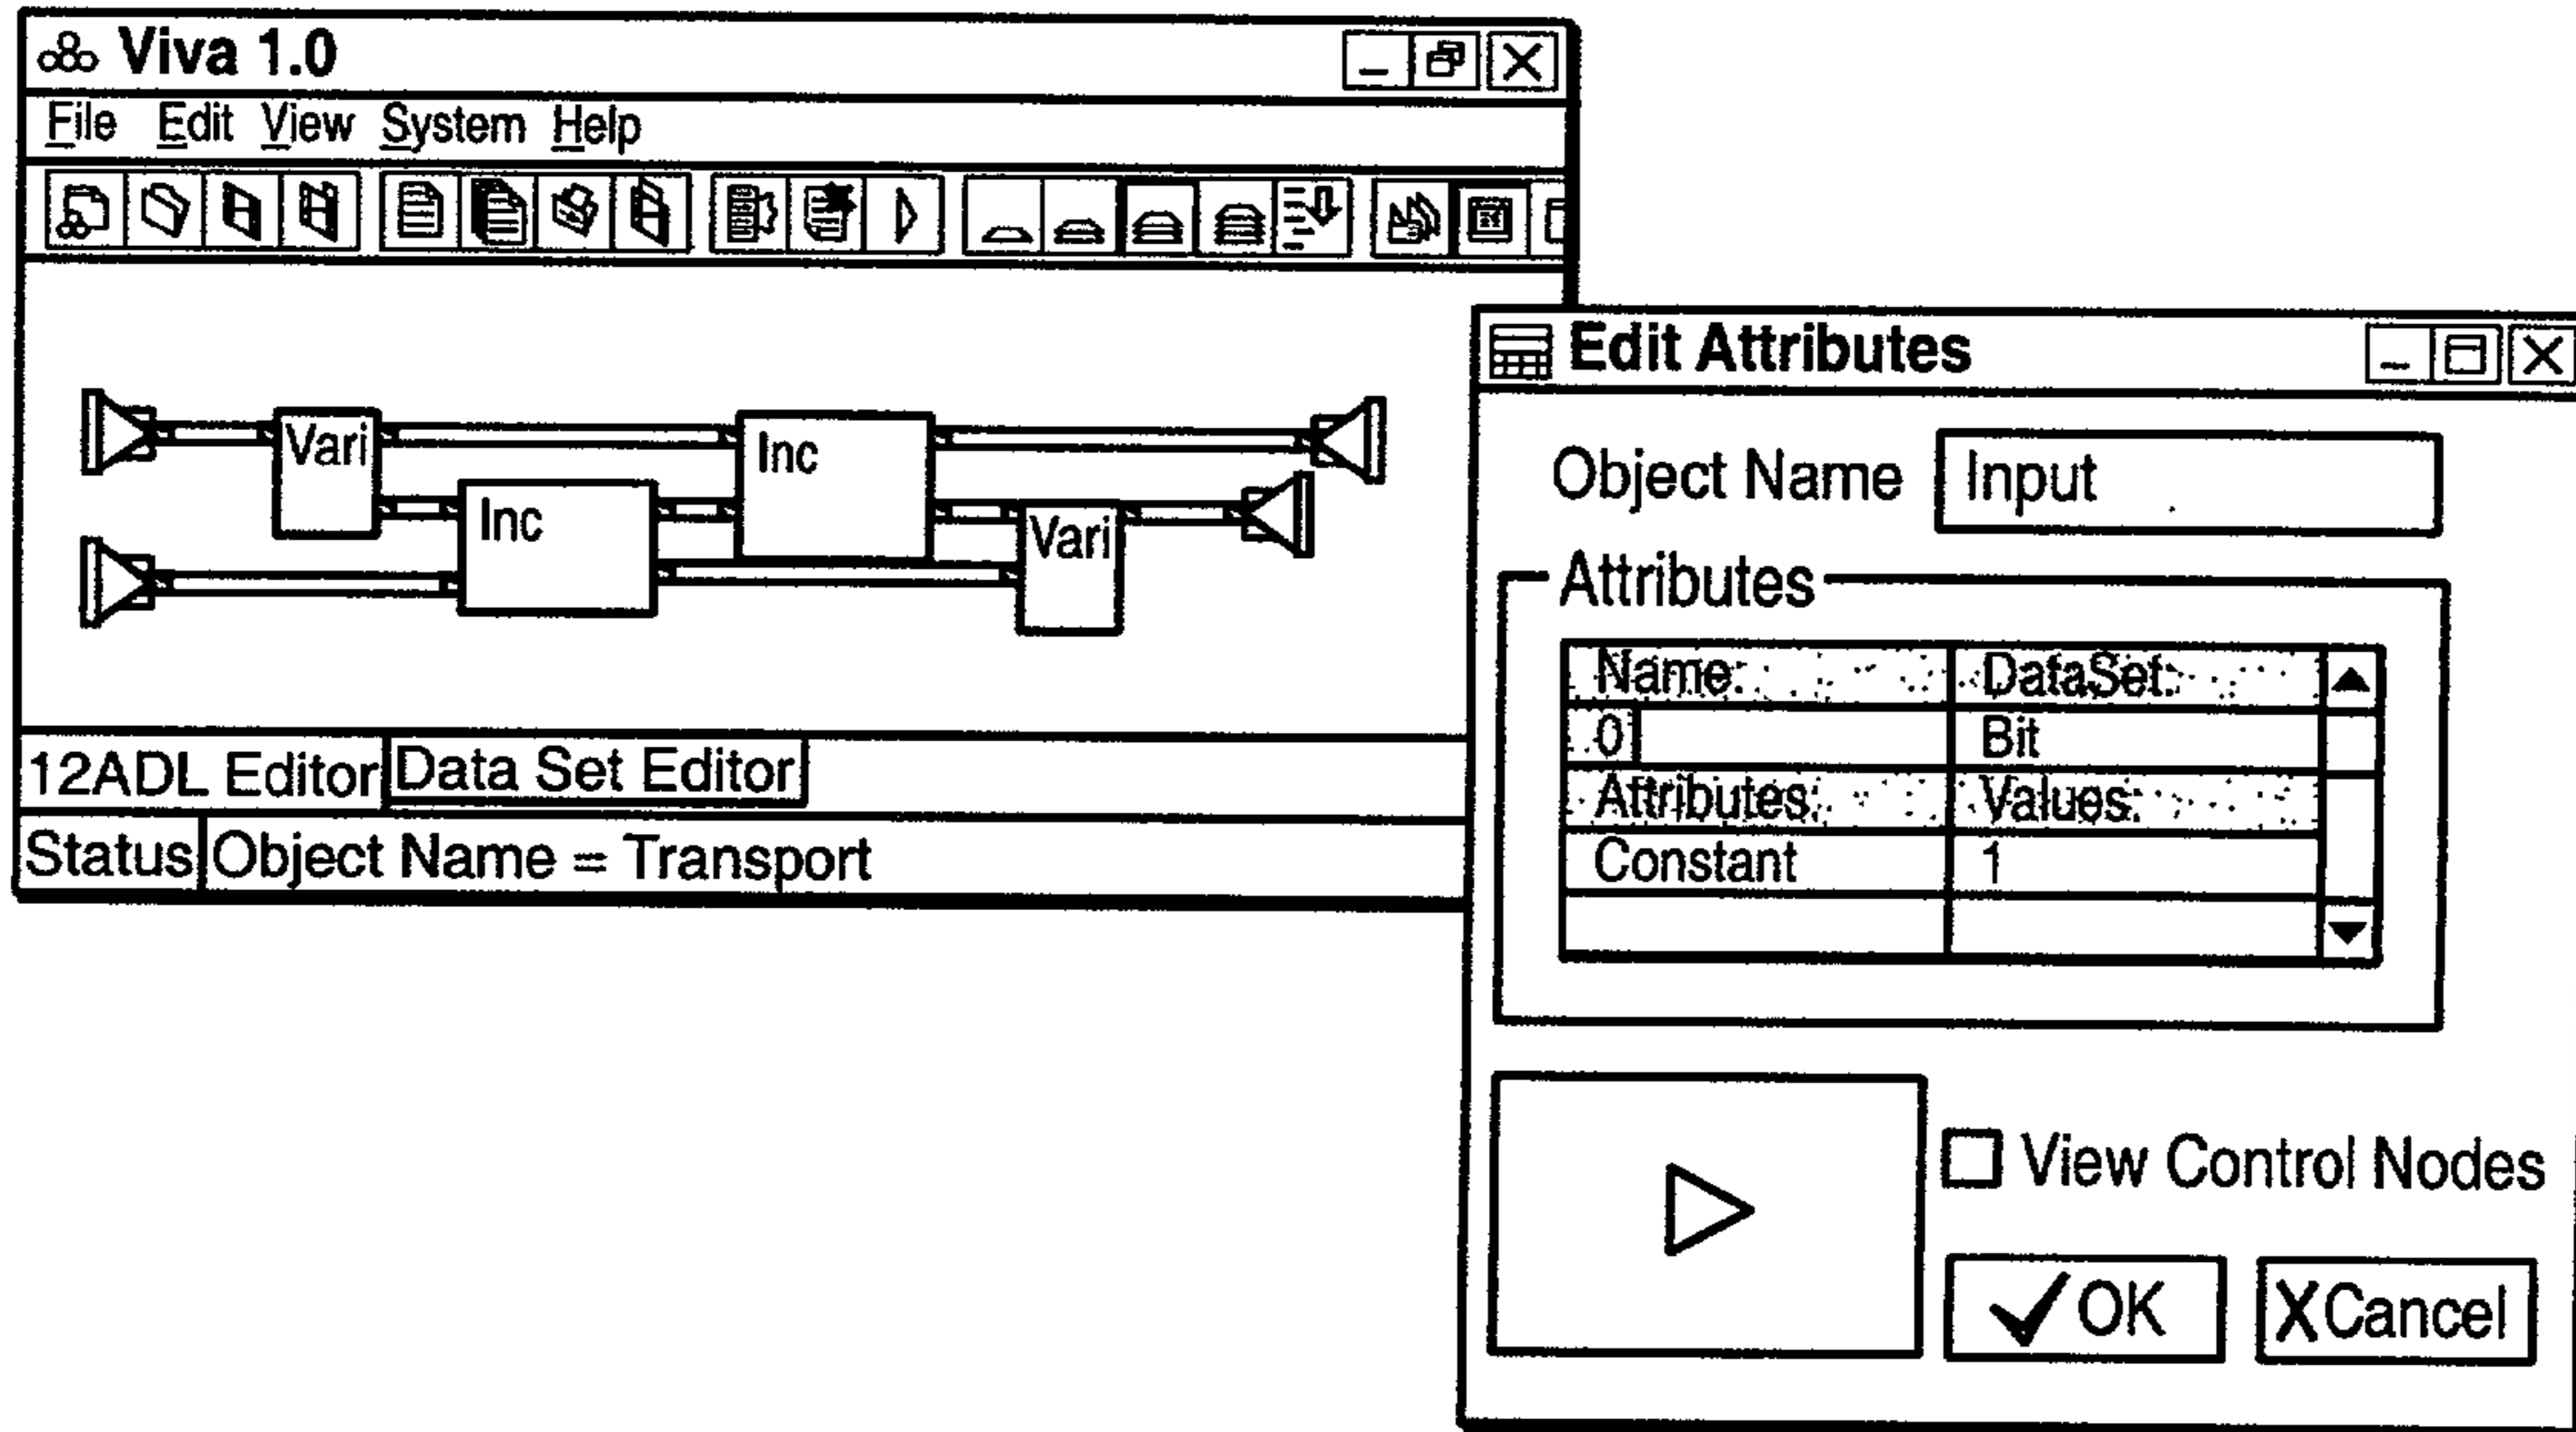 Viva 1.0
File Edit View System Help
Vari
Inc
Inc
Vari
12ADL Editor Data Set Editor
Status Object Name = Transport
Edit Attributes
Object Name Input
Attributes
Name: DataSet:
0 Bit
Attributes: Values:
Constant 1
View Control Nodes
OK XCancel